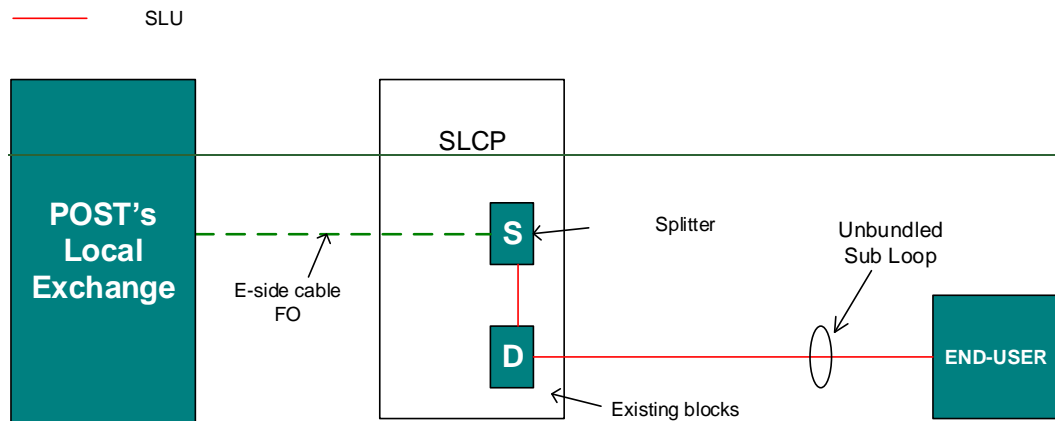 SLU
SLCP
POST's
Local
Exchange
S
Splitter
Unbundled
Sub Loop
E-side cable
FO
D
END-USER
Existing blocks